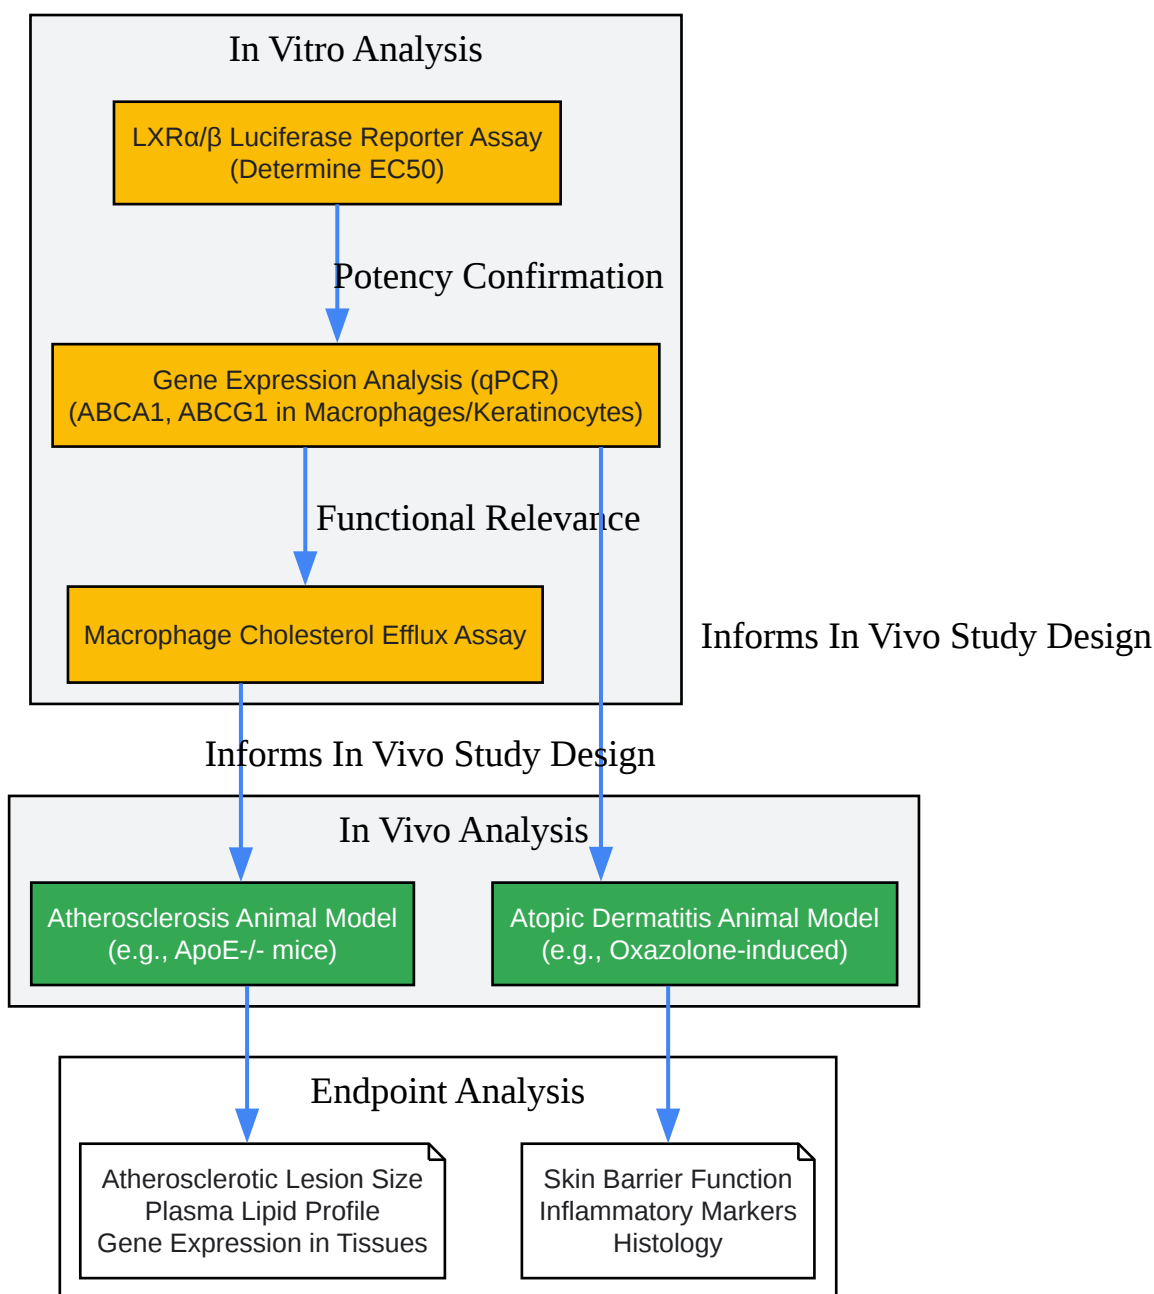 In Vitro Analysis
LXRα/β Luciferase Reporter Assay
(Determine EC50)
Potency Confirmation
Gene Expression Analysis (qPCR)
(ABCA1, ABCG1 in Macrophages/Keratinocytes)
Functional Relevance
Macrophage Cholesterol Efflux Assay
Informs In Vivo Study Design
Informs In Vivo Study Design
In Vivo Analysis
Atherosclerosis Animal Model
(e.g., ApoE-/- mice)
Atopic Dermatitis Animal Model
(e.g., Oxazolone-induced)
Endpoint Analysis
Atherosclerotic Lesion Size
Plasma Lipid Profile
Gene Expression in Tissues
Skin Barrier Function
Inflammatory Markers
Histology